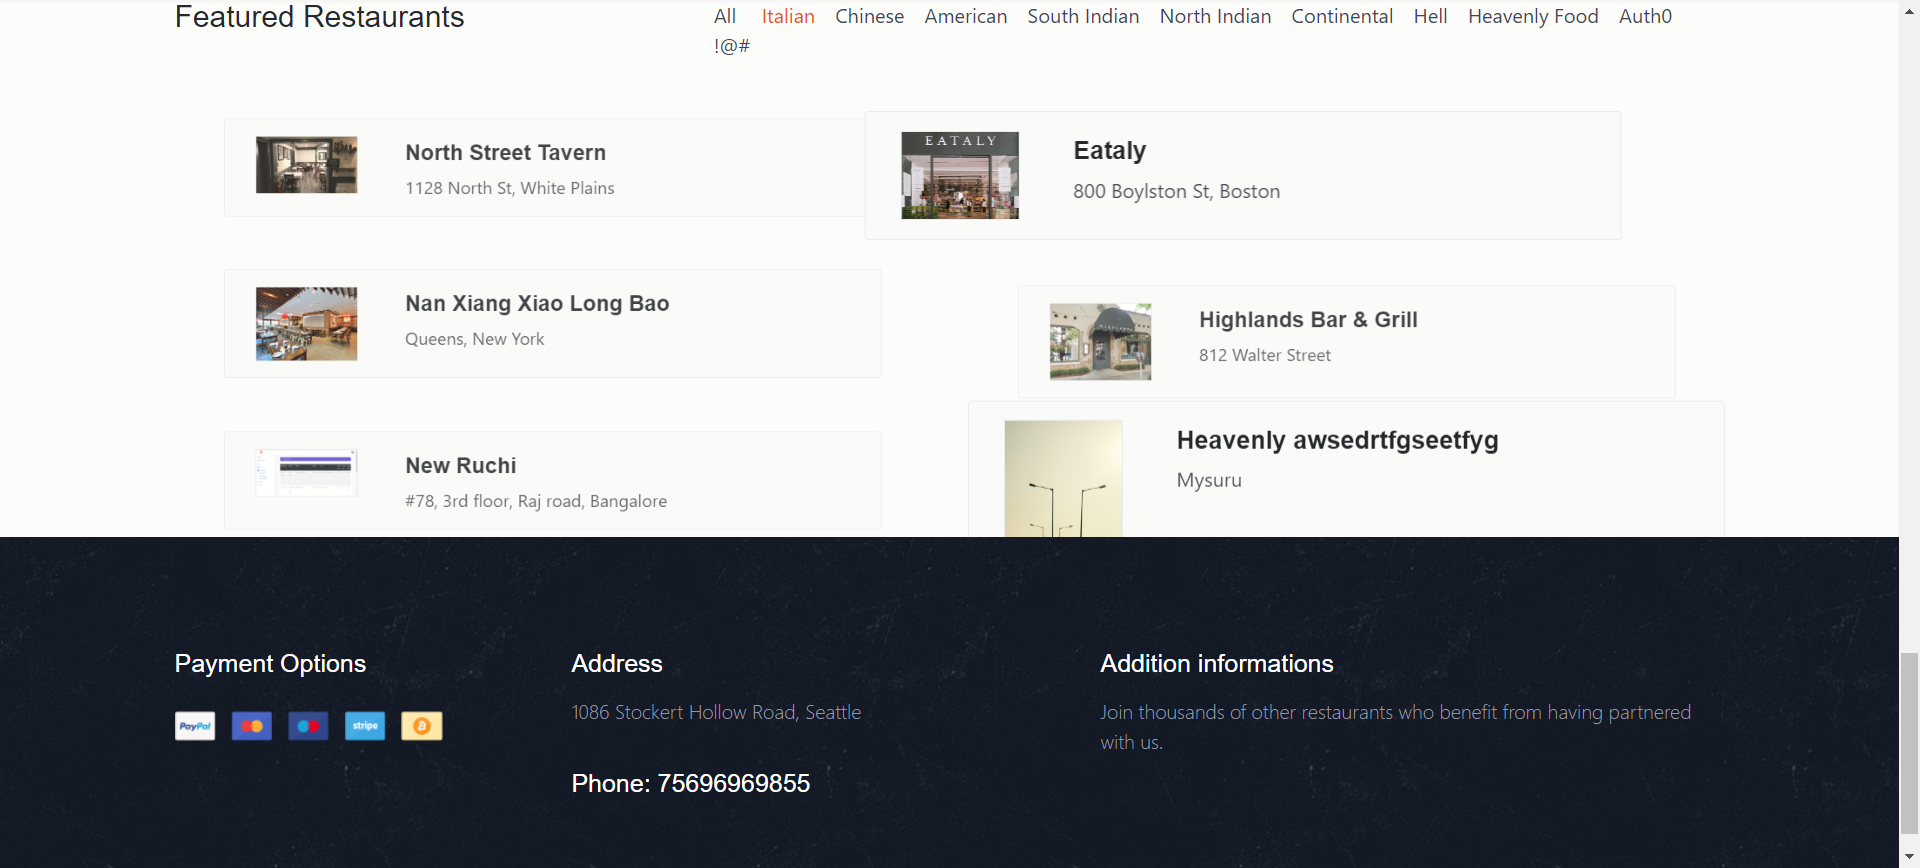 Featured Restaurants
All Italian Chinese American South Indian North Indian Continental Hell Heavenly Food Auth0
!@#
North Street Tavern
1128 North St, White Plains
EATALY
Eataly
800 Boylston St, Boston
Nan Xiang Xiao Long Bao
Queens, New York
Highlands Bar & Grill
812 Walter Street
New Ruchi
#78, 3rd floor, Raj road, Bangalore
Heavenly awsedrtfgseetfyg
Mysuru
Payment Options
PayPal stripe
Address
1086 Stockert Hollow Road, Seattle
Phone: 75696969855
Addition informations
Join thousands of other restaurants who benefit from having partnered
with us.